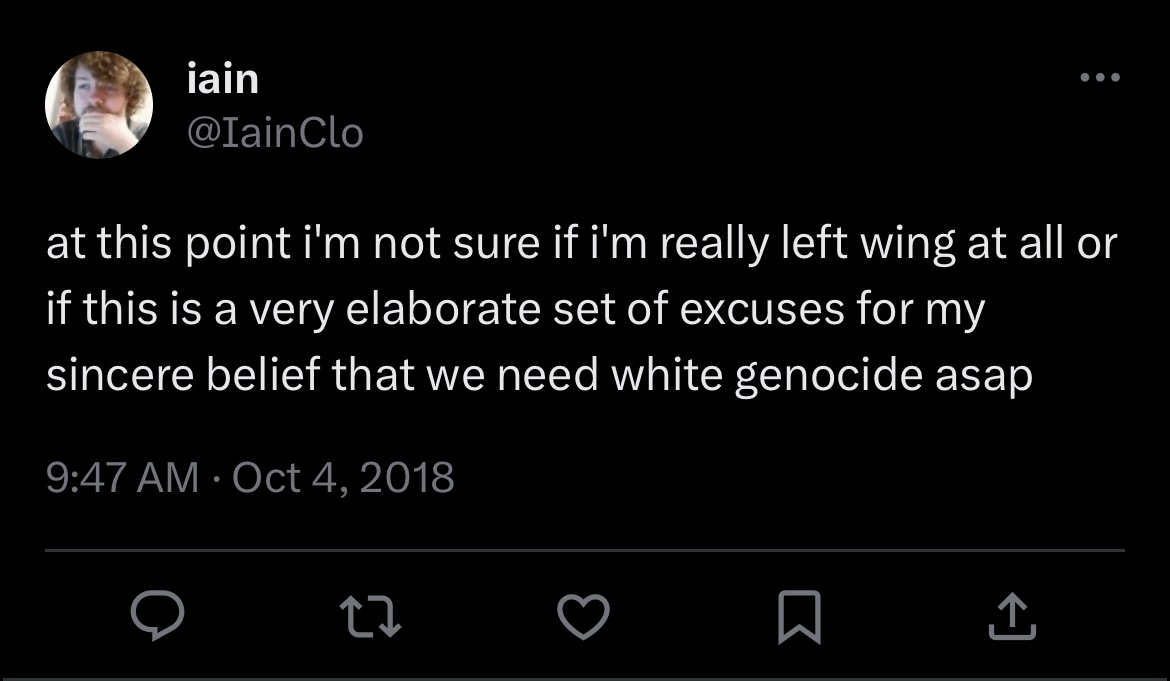 iain
@IainClo
at this point i'm not sure if i'm really left wing at all or
if this is a very elaborate set of excuses for my
sincere belief that we need white genocide asap
9:47 AM · Oct 4, 2018